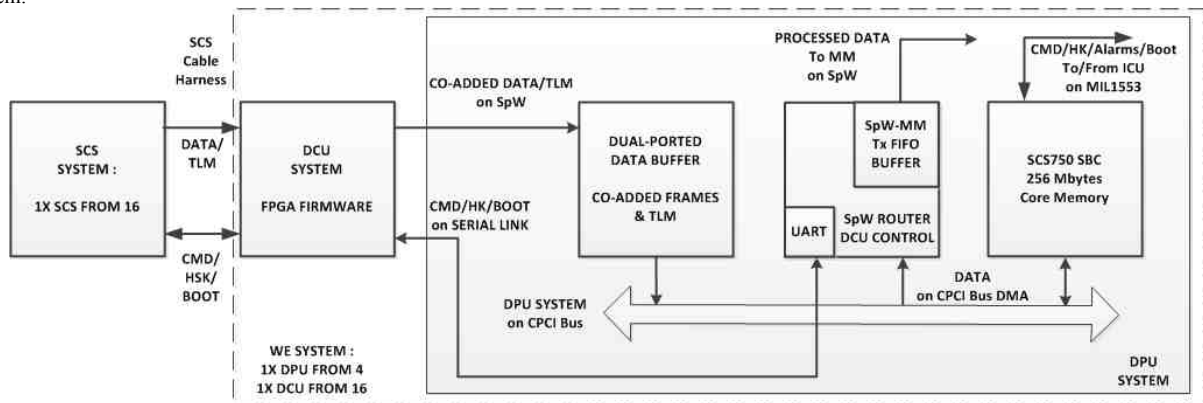 em.
SCS
Cable
Harness
DATA/
TLM
CMD/
HSK/
BOOT
SCS
SYSTEM :
1X SCS FROM 16
DCU
SYSTEM
FPGA FIRMWARE
WE SYSTEM :
1X DPU FROM 4
1X DCU FROM 16
CO-ADDED DATA/TLM
on SpW
CMD/HK/BOOT
on SERIAL LINK
DUAL-PORTED
DATA BUFFER
CO-ADDED FRAMES
& TLM
PROCESSED DATA
To MM
on SpW
SpW-MM
Tx FIFO
BUFFER
UART
SpW ROUTER
DCU CONTROL
CMD/HK/Alarms/Boot
To/From ICU
on MIL1553
SCS750 SBC
256 Mbytes
Core Memory
DATA
on CPCI Bus DMA
DPU SYSTEM
on CPCI Bus
DPU
SYSTEM